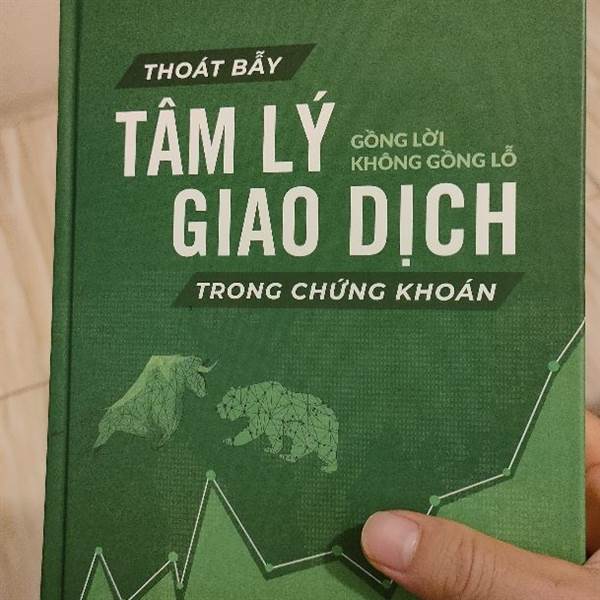 THOÁT BẪY
TÂM LÝ
GỒNG LỜI
KHÔNG GỒNG LỖ
GIAO DỊCH
TRONG CHỨNG KHOÁN